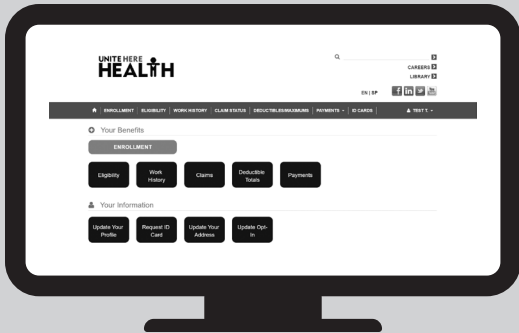 UNITE HERE
HEALTH
CAREERS
LIBRARY
EN | SP
ENROLLMENT | ELIGIBILITY | WORK HISTORY | CLAIM STATUS | DEDUCTIBLES/MAXIMUMS | PAYMENTS | ID CARDS | TEST T.
Your Benefits
ENROLLMENT
Eligibility
Work
History
Claims
Deductible
Totals
Payments
Your Information
Update Your
Profile
Request ID
Card
Update Your
Address
Update Opt-
In